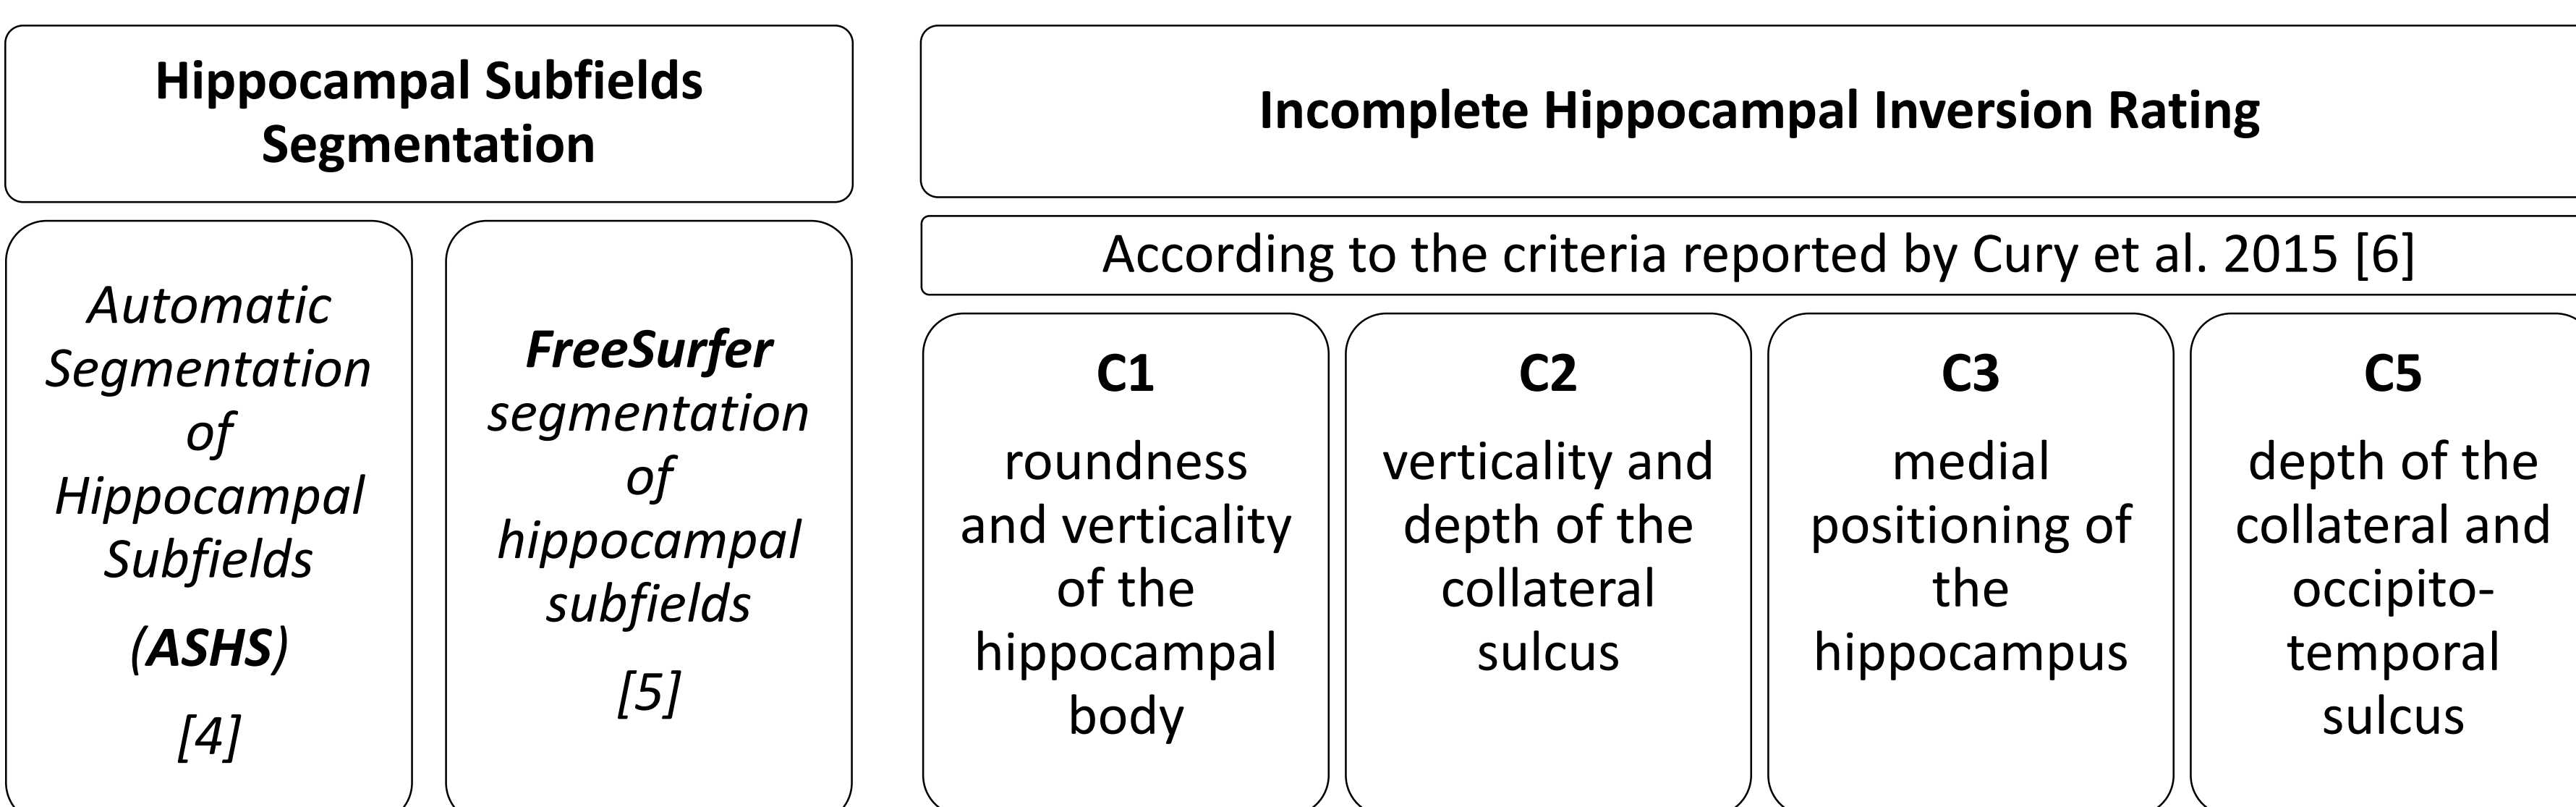 Hippocampal Subfields
Segmentation
Automatic
Segmentation
of
Hippocampal
Subfields
(ASHS)
[4]
FreeSurfer
segmentation
of
hippocampal
subfields
[5]
Incomplete Hippocampal Inversion Rating
According to the criteria reported by Cury et al. 2015 [6]
C1
roundness
and verticality
of the
hippocampal
body
C2
verticality and
depth of the
collateral
sulcus
C3
medial
positioning of
the
hippocampus
C5
depth of the
collateral and
occipito-
temporal
sulcus